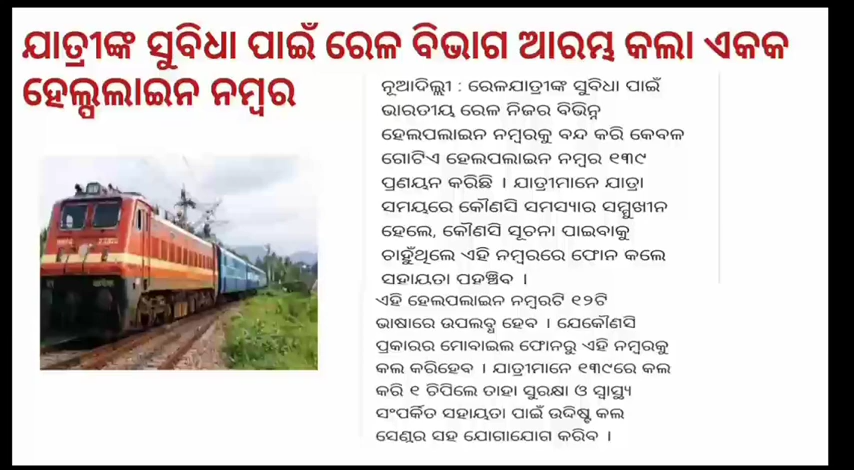 ଯାତ୍ରୀଙ୍କ ସୁବିଧା ପାଇଁ ରେଳ ବିଭାଗ ଆରମ୍ଭ କଲା ଏକକ
ହେଲ୍ପଲାଇନ ନମ୍ବର
ନୂଆଦିଲ୍ଲୀ : ରେଳଯାତ୍ରୀଙ୍କ ସୁବିଧା ପାଇଁ
ଭାରତୀୟ ରେଳ ନିଜର ବିଭିନ୍ନ
ହେଲପଲାଇନ ନମ୍ବରକୁ ବନ୍ଦ କରି କେବଳ
ଗୋଟିଏ ହେଲପଲାଇନ ନମ୍ବର ୧୩୯
ପ୍ରଣୟନ କରିଛି । ଯାତ୍ରୀମାନେ ଯାତ୍ରା
ସମୟରେ କୌଣସି ସମସ୍ୟାର ସମ୍ମୁଖୀନ
ହେଲେ, କୌଣସି ସୂଚନା ପାଇବାକୁ
ଚାହୁଁଥିଲେ ଏହି ନମ୍ବରରେ ଫୋନ କଲେ
ସହାୟତା ପହଞ୍ଚିବ ।
ଏହି ହେଲପଲାଇନ ନମ୍ବରଟି ୧୨ଟି
ଭାଷାରେ ଉପଲବ୍ଧ ହେବ । ଯେକୌଣସି
ପ୍ରକାରର ମୋବାଇଲ ଫୋନରୁ ଏହି ନମ୍ବରକୁ
କଲ କରିହେବ । ଯାତ୍ରୀମାନେ ୧୩୯ରେ କଲ
କରି ୧ ଚିପିଲେ ତାହା ସୁରକ୍ଷା ଓ ସ୍ୱାସ୍ଥ୍ୟ
ସଂପର୍କିତ ସହାୟତା ପାଇଁ ଉଦ୍ଦିଷ୍ଟ କଲ
ସେଣ୍ଟର ସହ ଯୋଗାଯୋଗ କରିବ ।